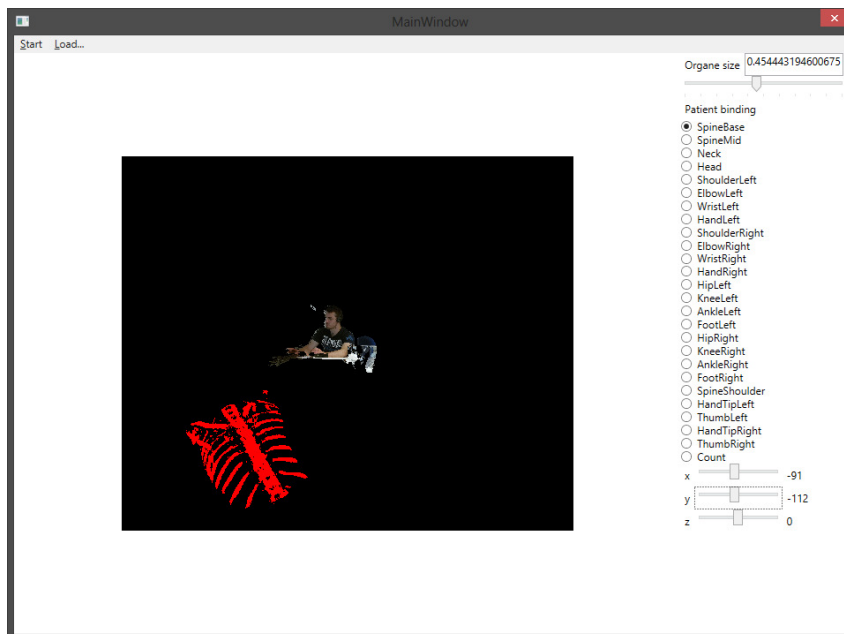 MainWindow
Start Load...
Organe size 0.454443194600675
Patient binding
SpineBase
SpineMid
Neck
Head
ShoulderLeft
ElbowLeft
WristLeft
HandLeft
ShoulderRight
ElbowRight
WristRight
HandRight
HipLeft
KneeLeft
AnkleLeft
FootLeft
HipRight
KneeRight
AnkleRight
FootRight
SpineShoulder
HandTipLeft
ThumbLeft
HandTipRight
ThumbRight
Count
x -91
y -112
z 0